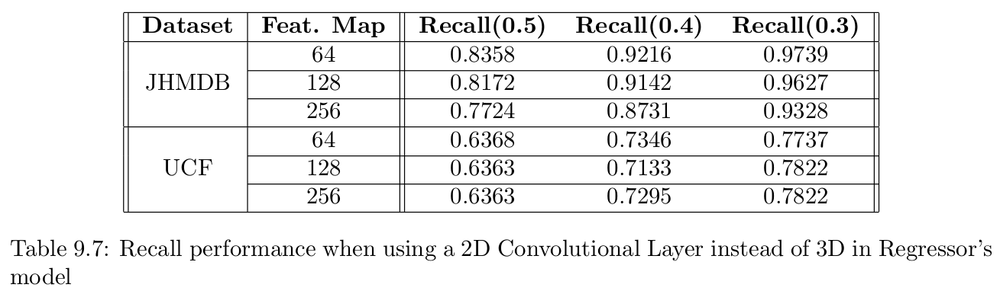 Dataset Feat. Map Recall(0.5) Recall(0.4) Recall(0.3)
64 0.8358 0.9216 0.9739
JHMDB 128 0.8172 0.9142 0.9627
256 0.7724 0.8731 0.9328
64 0.6368 0.7346 0.7737
UCF 128 0.6363 0.7133 0.7822
256 0.6363 0.7295 0.7822
Table 9.7: Recall performance when using a 2D Convolutional Layer instead of 3D in Regressor's
model